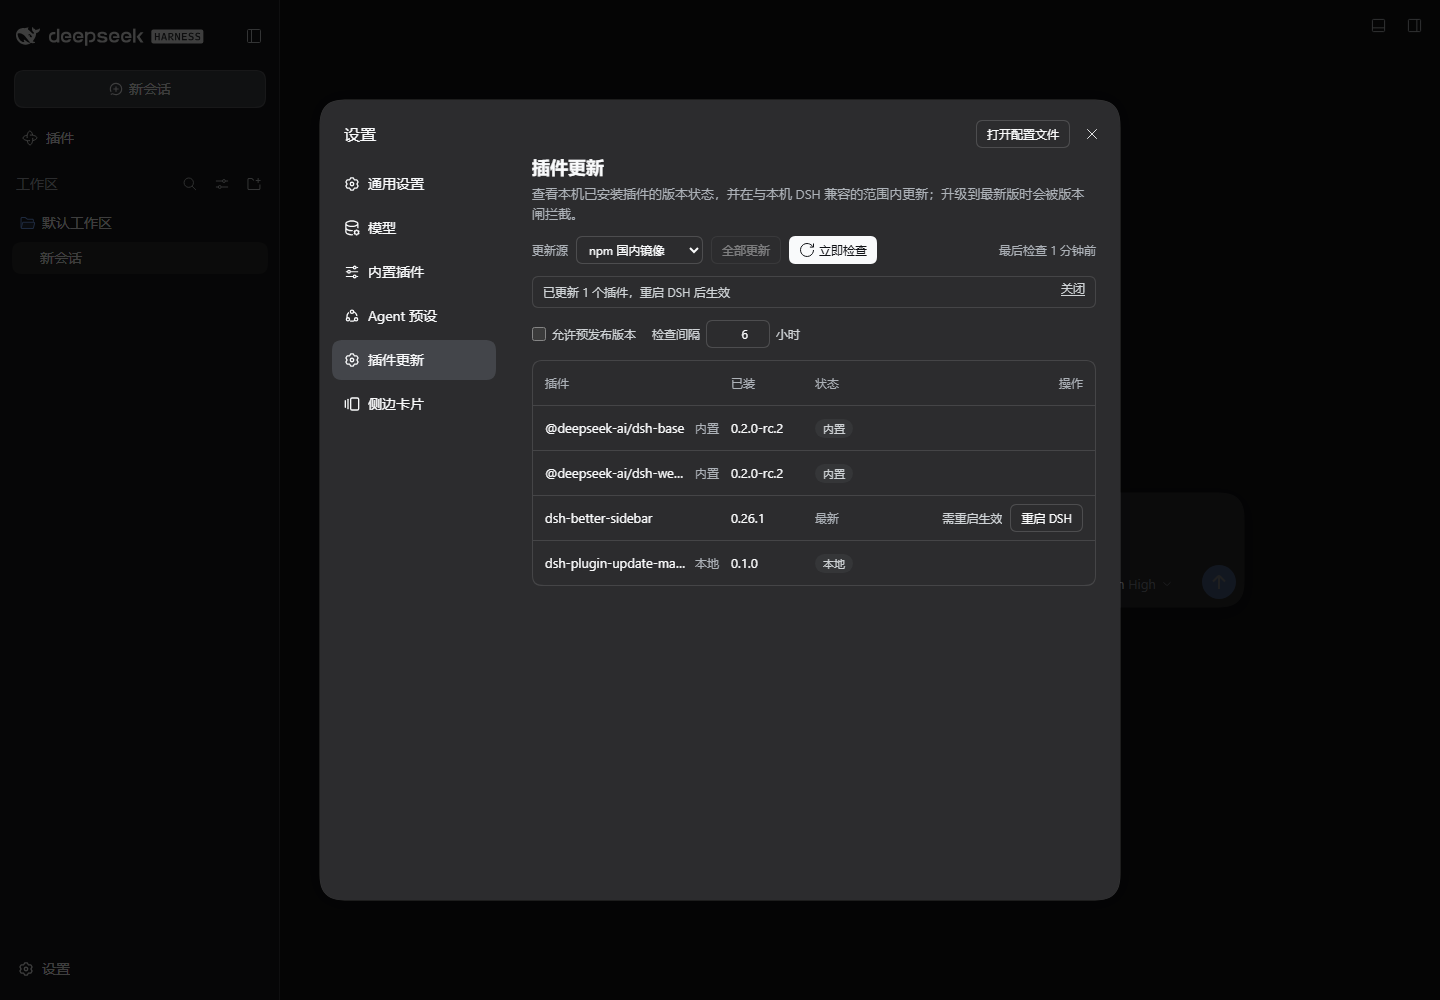 deepseek HARNESS
新会话
插件
工作区
默认工作区
新会话
设置
设置
打开配置文件
通用设置
模型
内置插件
Agent 预设
插件更新
侧边卡片
插件更新
查看本机已安装插件的版本状态，并在与本机 DSH 兼容的范围内更新；升级到最新版时会被版本
闸拦截。
更新源 npm 国内镜像 全部更新 立即检查 最后检查 1 分钟前
已更新 1 个插件，重启 DSH 后生效 关闭
允许预发布版本 检查间隔 6 小时
插件 已装 状态 操作
@deepseek-ai/dsh-base 内置 0.2.0-rc.2 内置
@deepseek-ai/dsh-we... 内置 0.2.0-rc.2 内置
dsh-better-sidebar 0.26.1 最新 需重启生效 重启 DSH
dsh-plugin-update-ma... 本地 0.1.0 本地
High